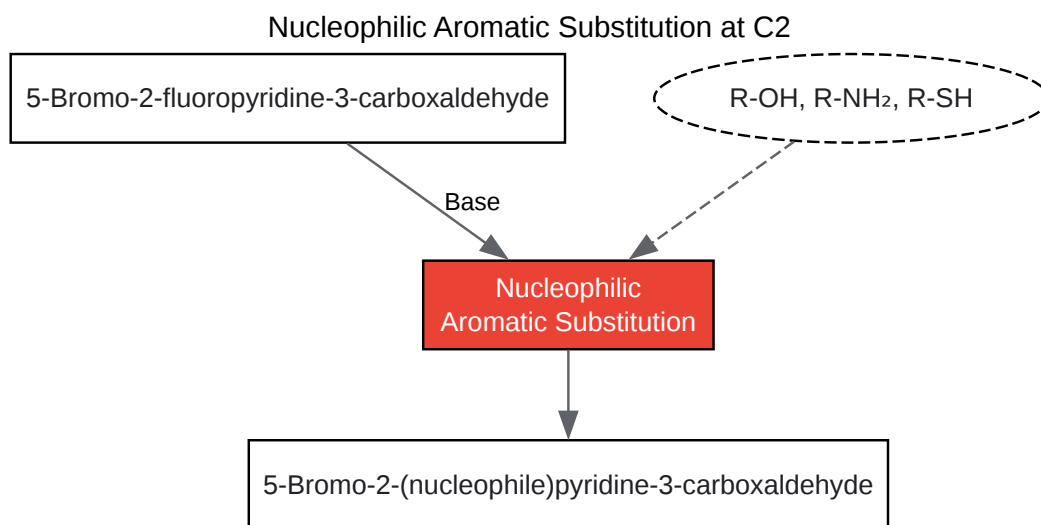 Nucleophilic Aromatic Substitution at C2
5-Bromo-2-fluoropyridine-3-carboxaldehyde
R-OH, R-NH₂, R-SH
Base
Nucleophilic
Aromatic Substitution
5-Bromo-2-(nucleophile)pyridine-3-carboxaldehyde